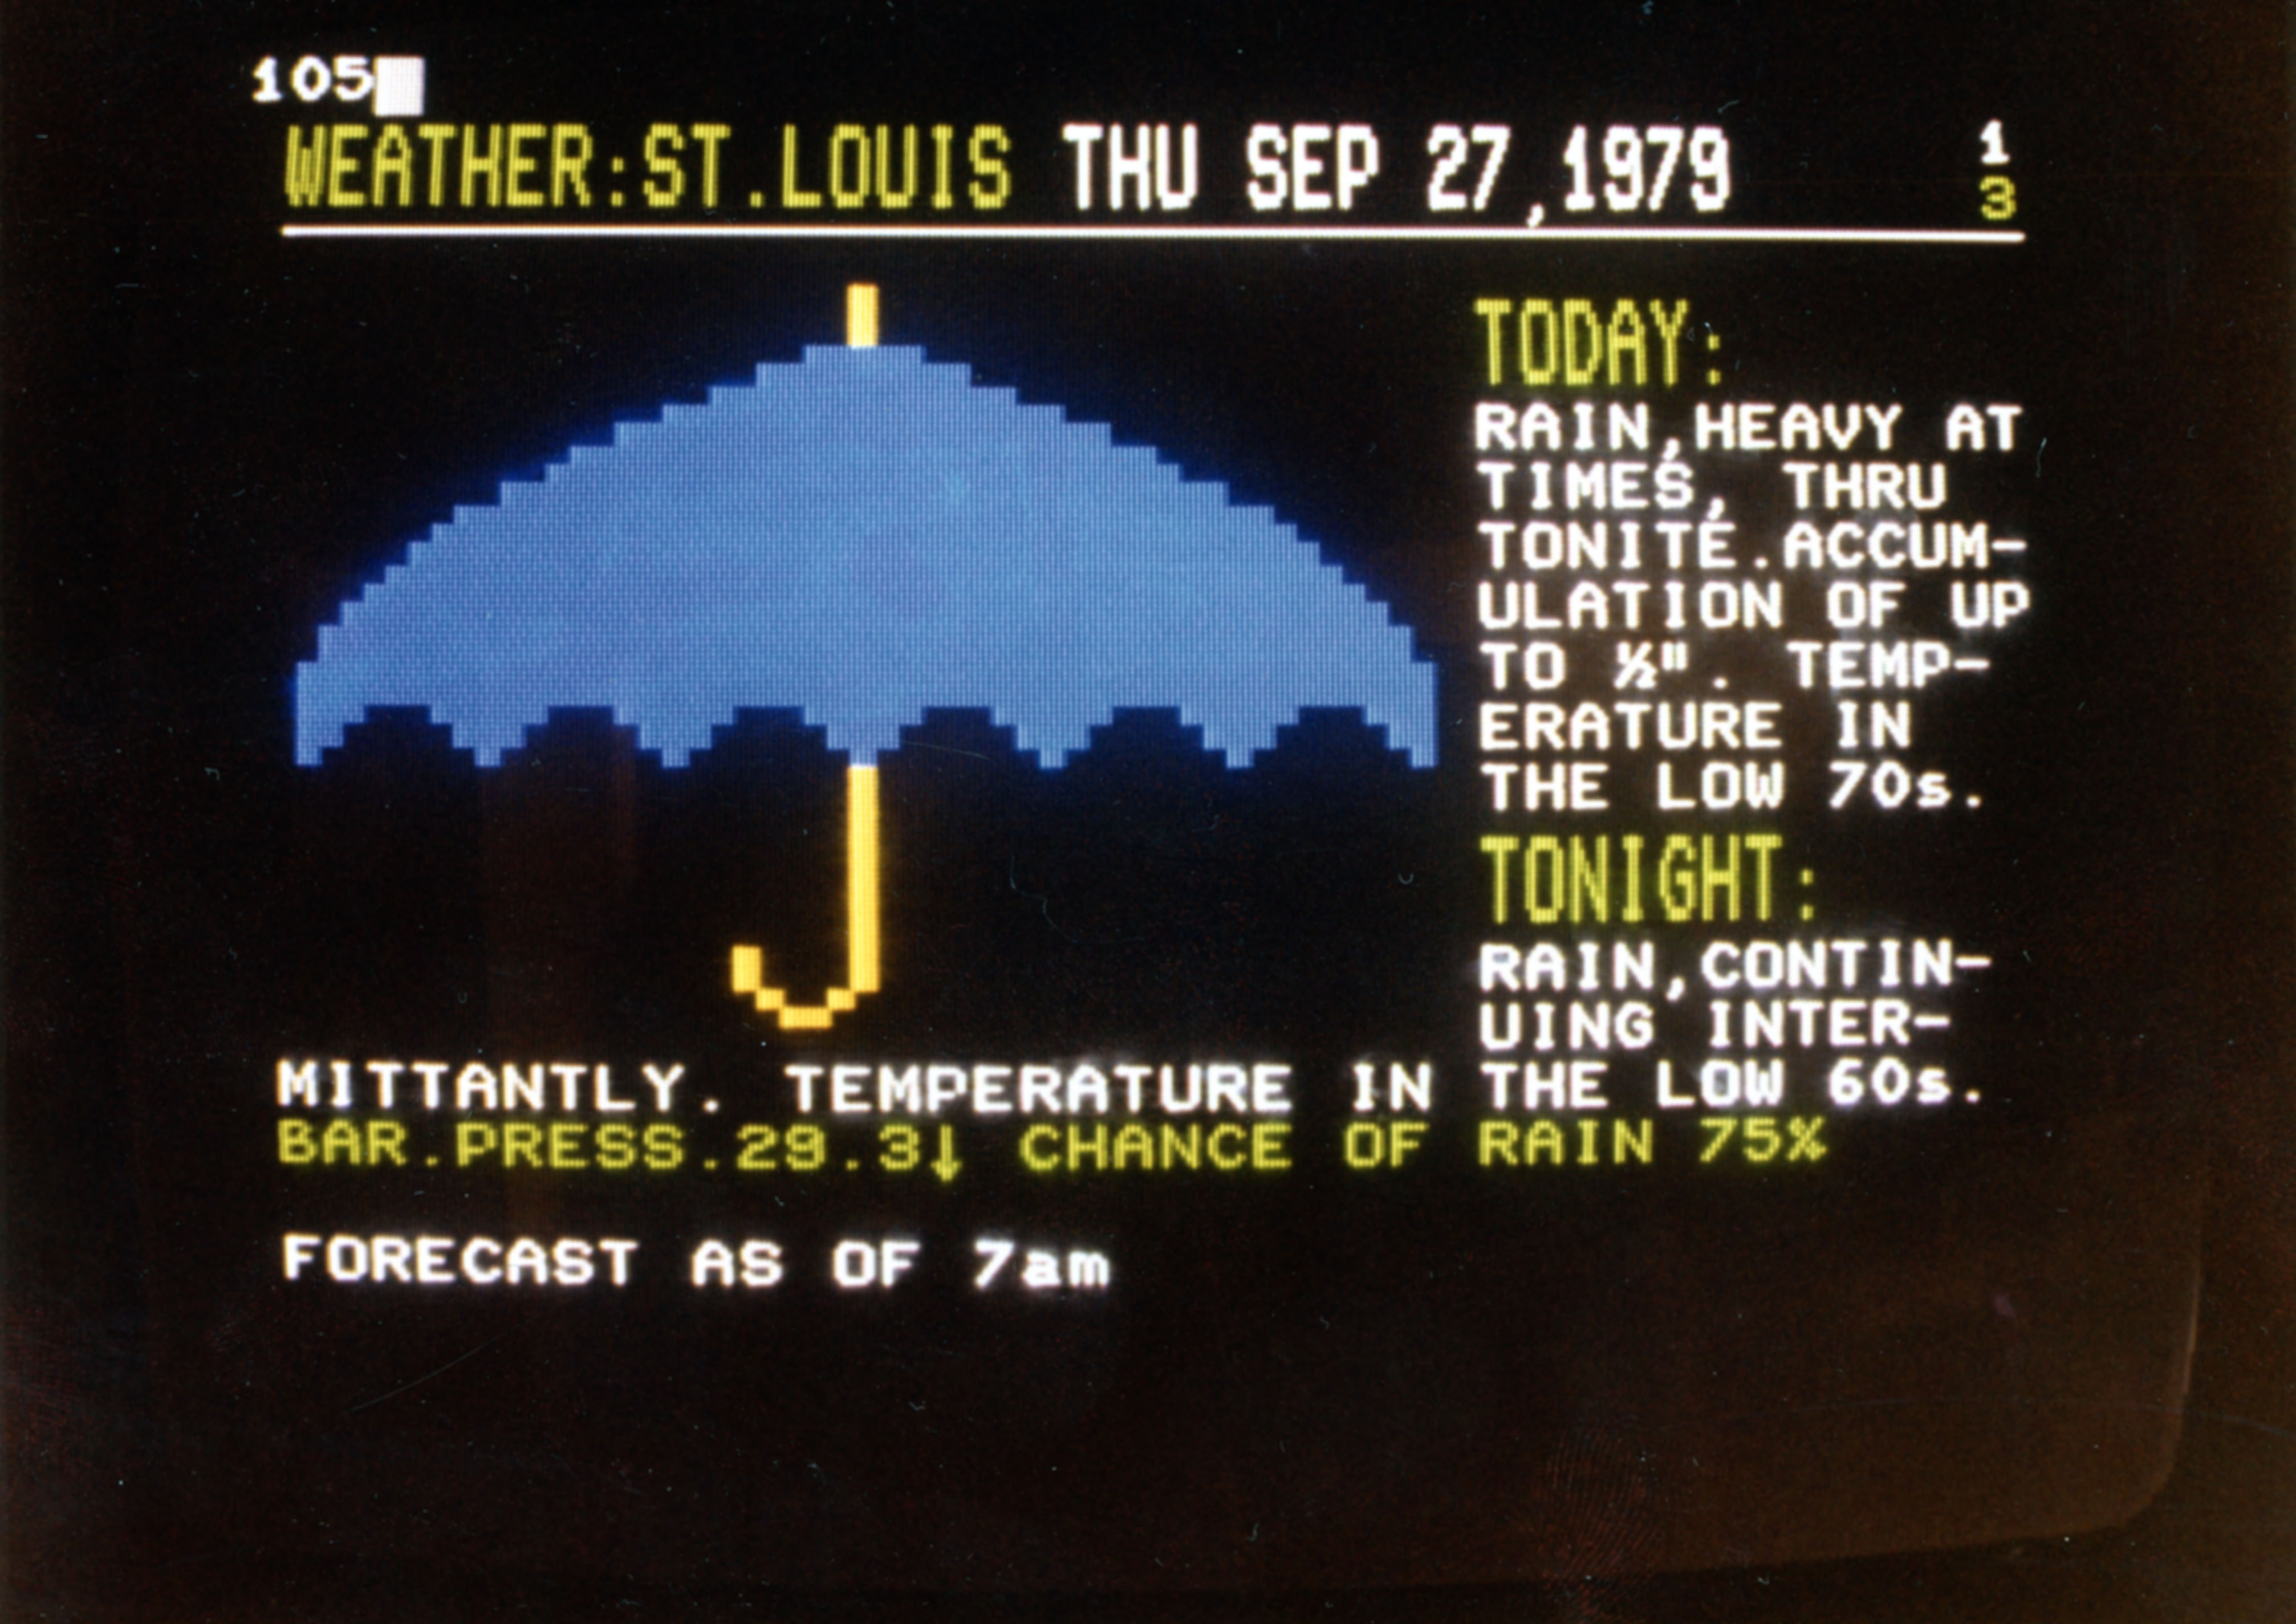 105
WEATHER:ST.LOUIS THU SEP 27,1979
1
3
TODAY:
RAIN,HEAVY AT
TIMES, THRU
TONITE.ACCUM-
ULATION OF UP
TO ½". TEMP-
ERATURE IN
THE LOW 70s.
TONIGHT:
RAIN,CONTIN-
UING INTER-
MITTANTLY. TEMPERATURE IN THE LOW 60s.
BAR.PRESS.29.3↓ CHANCE OF RAIN 75%
FORECAST AS OF 7am